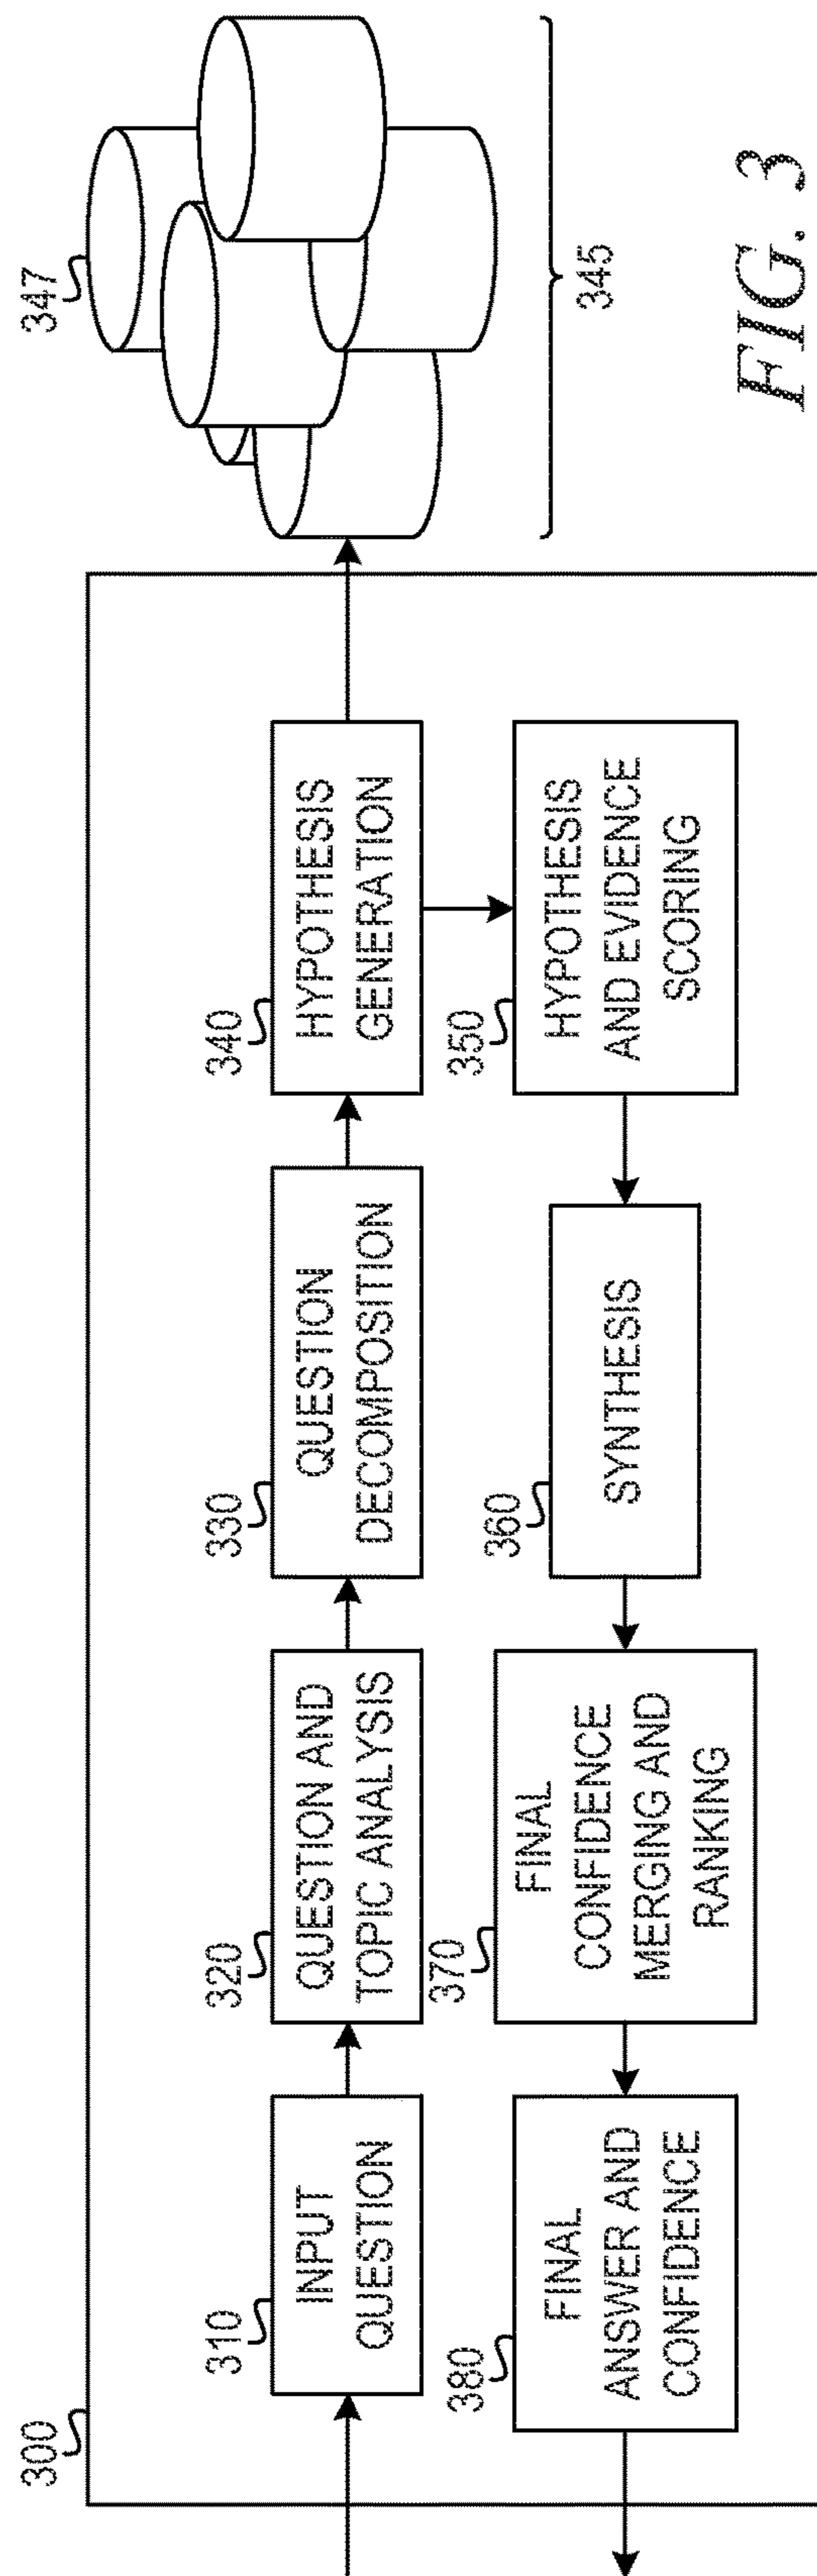 300
310
INPUT
QUESTION
320
QUESTION AND
TOPIC ANALYSIS
330
QUESTION
DECOMPOSITION
340
HYPOTHESIS
GENERATION
347
345
350
HYPOTHESIS
AND EVIDENCE
SCORING
360
SYNTHESIS
370
FINAL
CONFIDENCE
MERGING AND
RANKING
380
FINAL
ANSWER AND
CONFIDENCE
FIG. 3